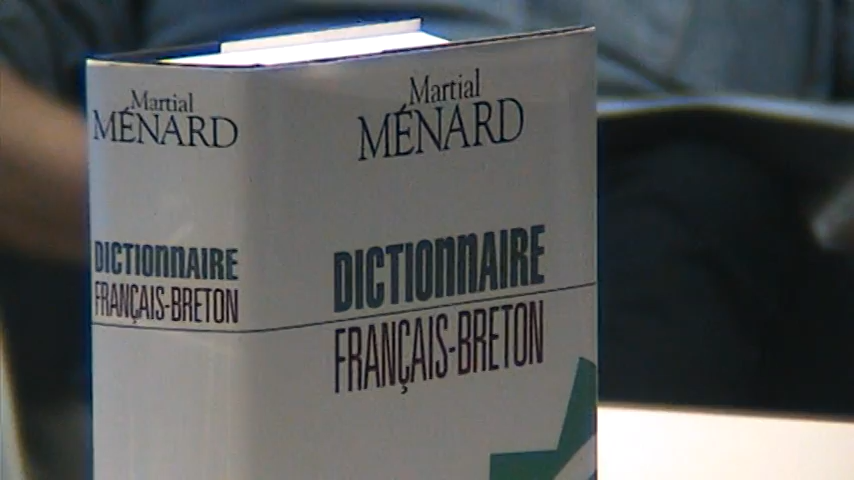 Martial
MÉNARD
DICTIONNAIRE
FRANÇAIS-BRETON
Martial
MÉNARD
DICTIONNAIRE
FRANÇAIS-BRETON